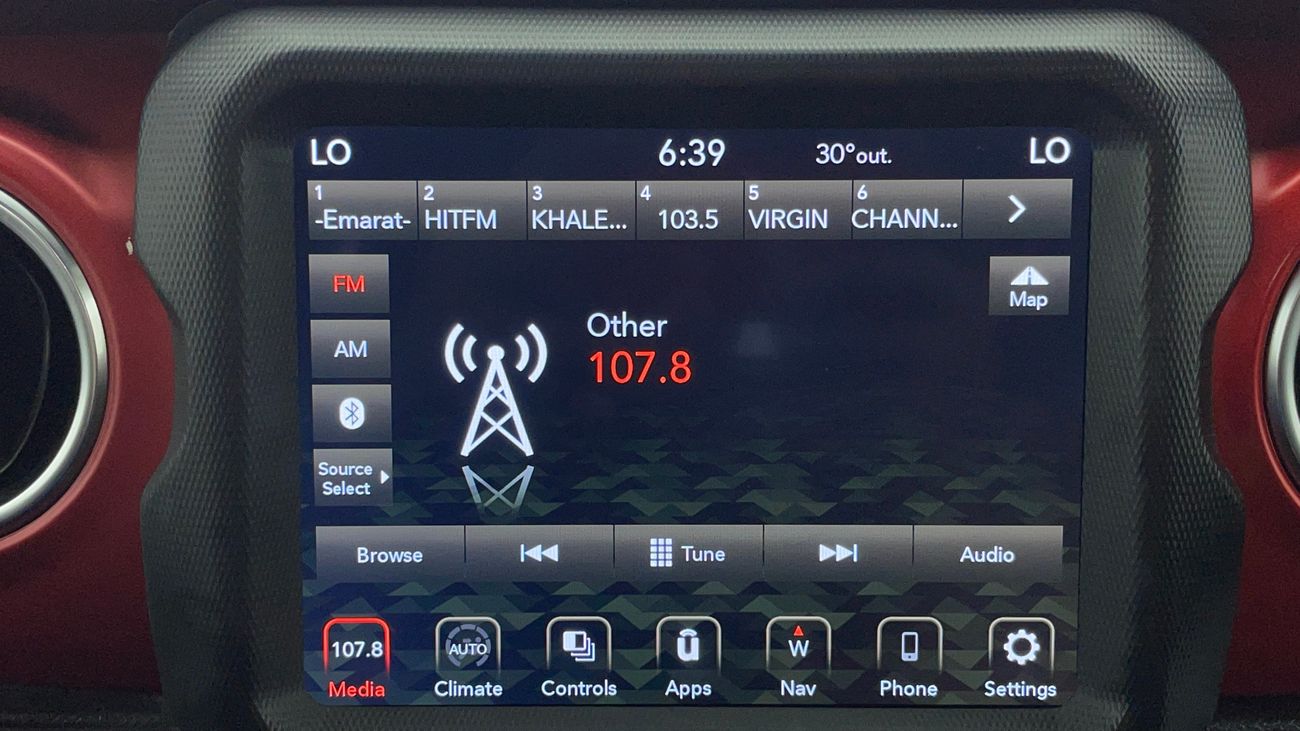 LO 6:39 30°out. LO
1 2 3 4 5 6
-Emarat- HITFM KHALE... 103.5 VIRGIN CHANN...
FM
AM
Map
Other
107.8
Source
Select
Browse Tune Audio
107.8 AUTO W
Media Climate Controls Apps Nav Phone Settings